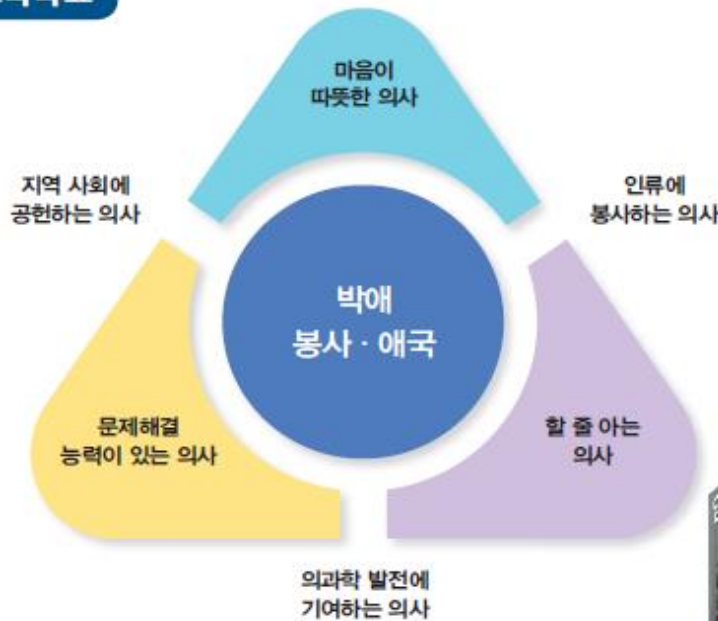 마음이
따뜻한 의사
지역 사회에
공헌하는 의사
인류에
봉사하는 의사
박애
봉사 · 애국
문제해결
능력이 있는 의사
할 줄 아는
의사
의과학 발전에
기여하는 의사